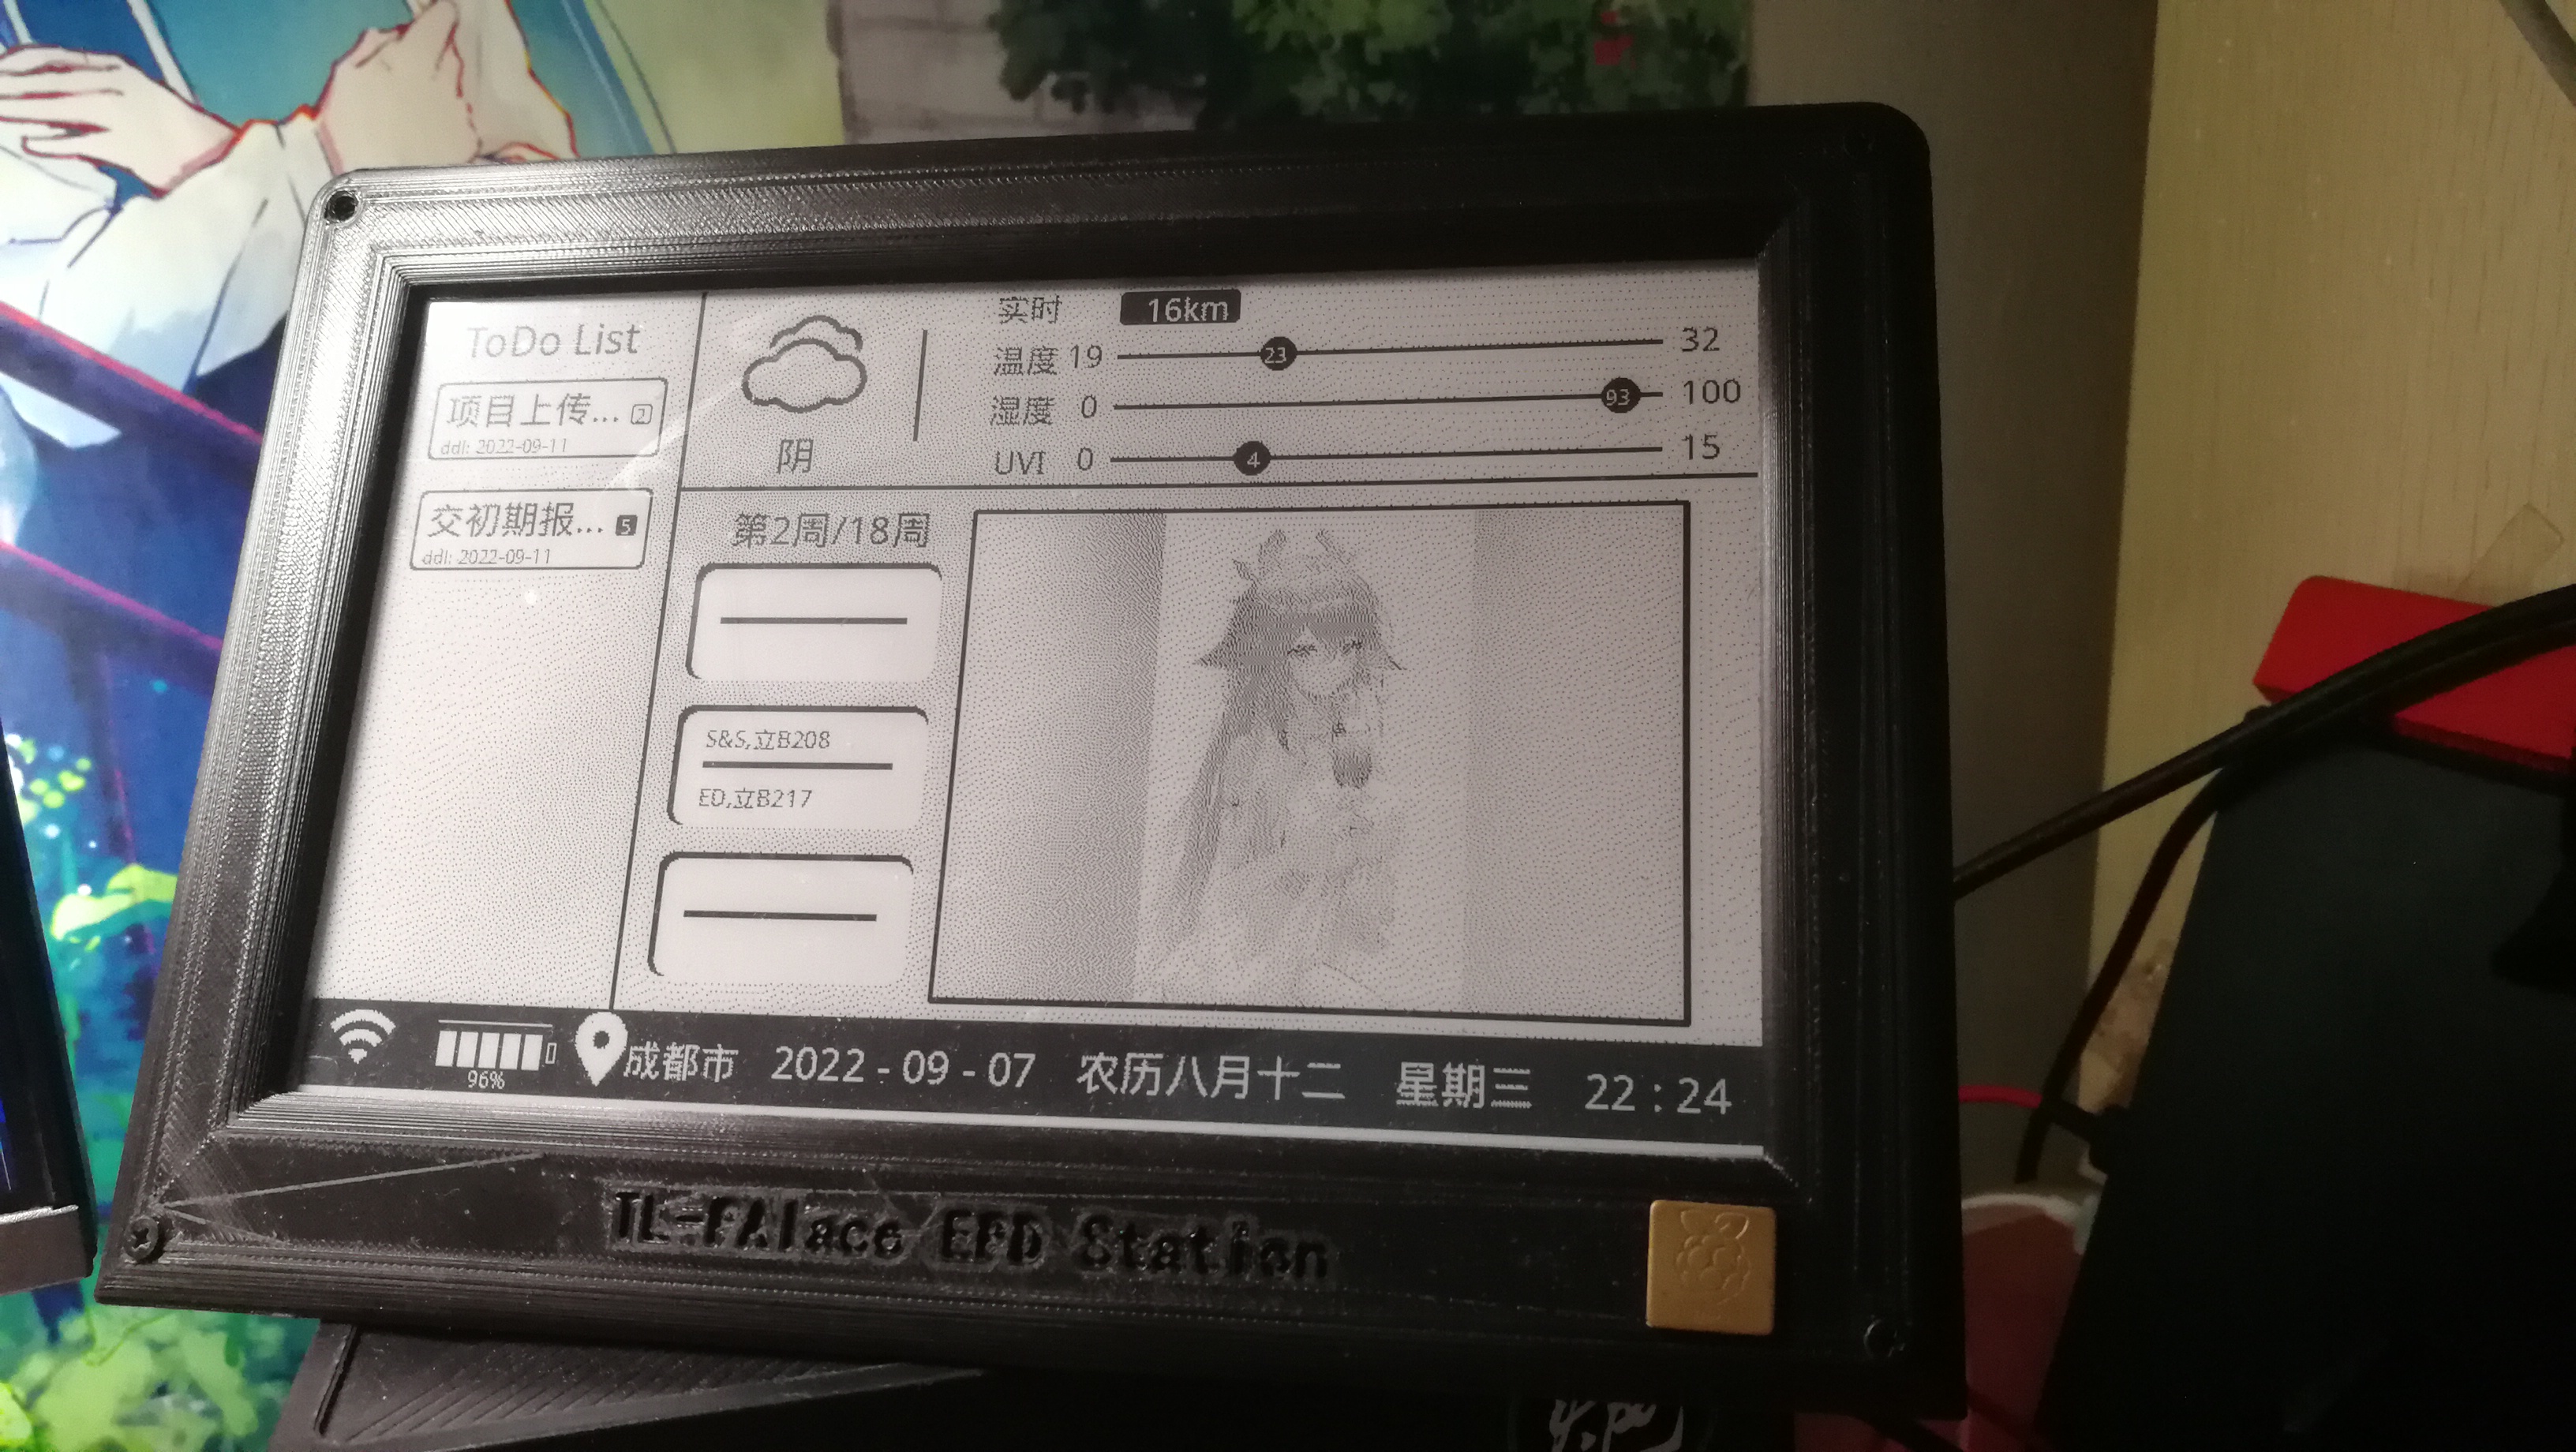 ToDo List
项目上传... 2
ddl: 2022-09-11
交初期报... 5
ddl: 2022-09-11
阴
实时 16km
温度 19 23 32
湿度 0 93 100
UVI 0 4 15
第2周/18周
S&S,立B208
ED,立B217
96%
成都市 2022 - 09 - 07 农历八月十二 星期三 22 : 24
TL-PAlace EPD Station